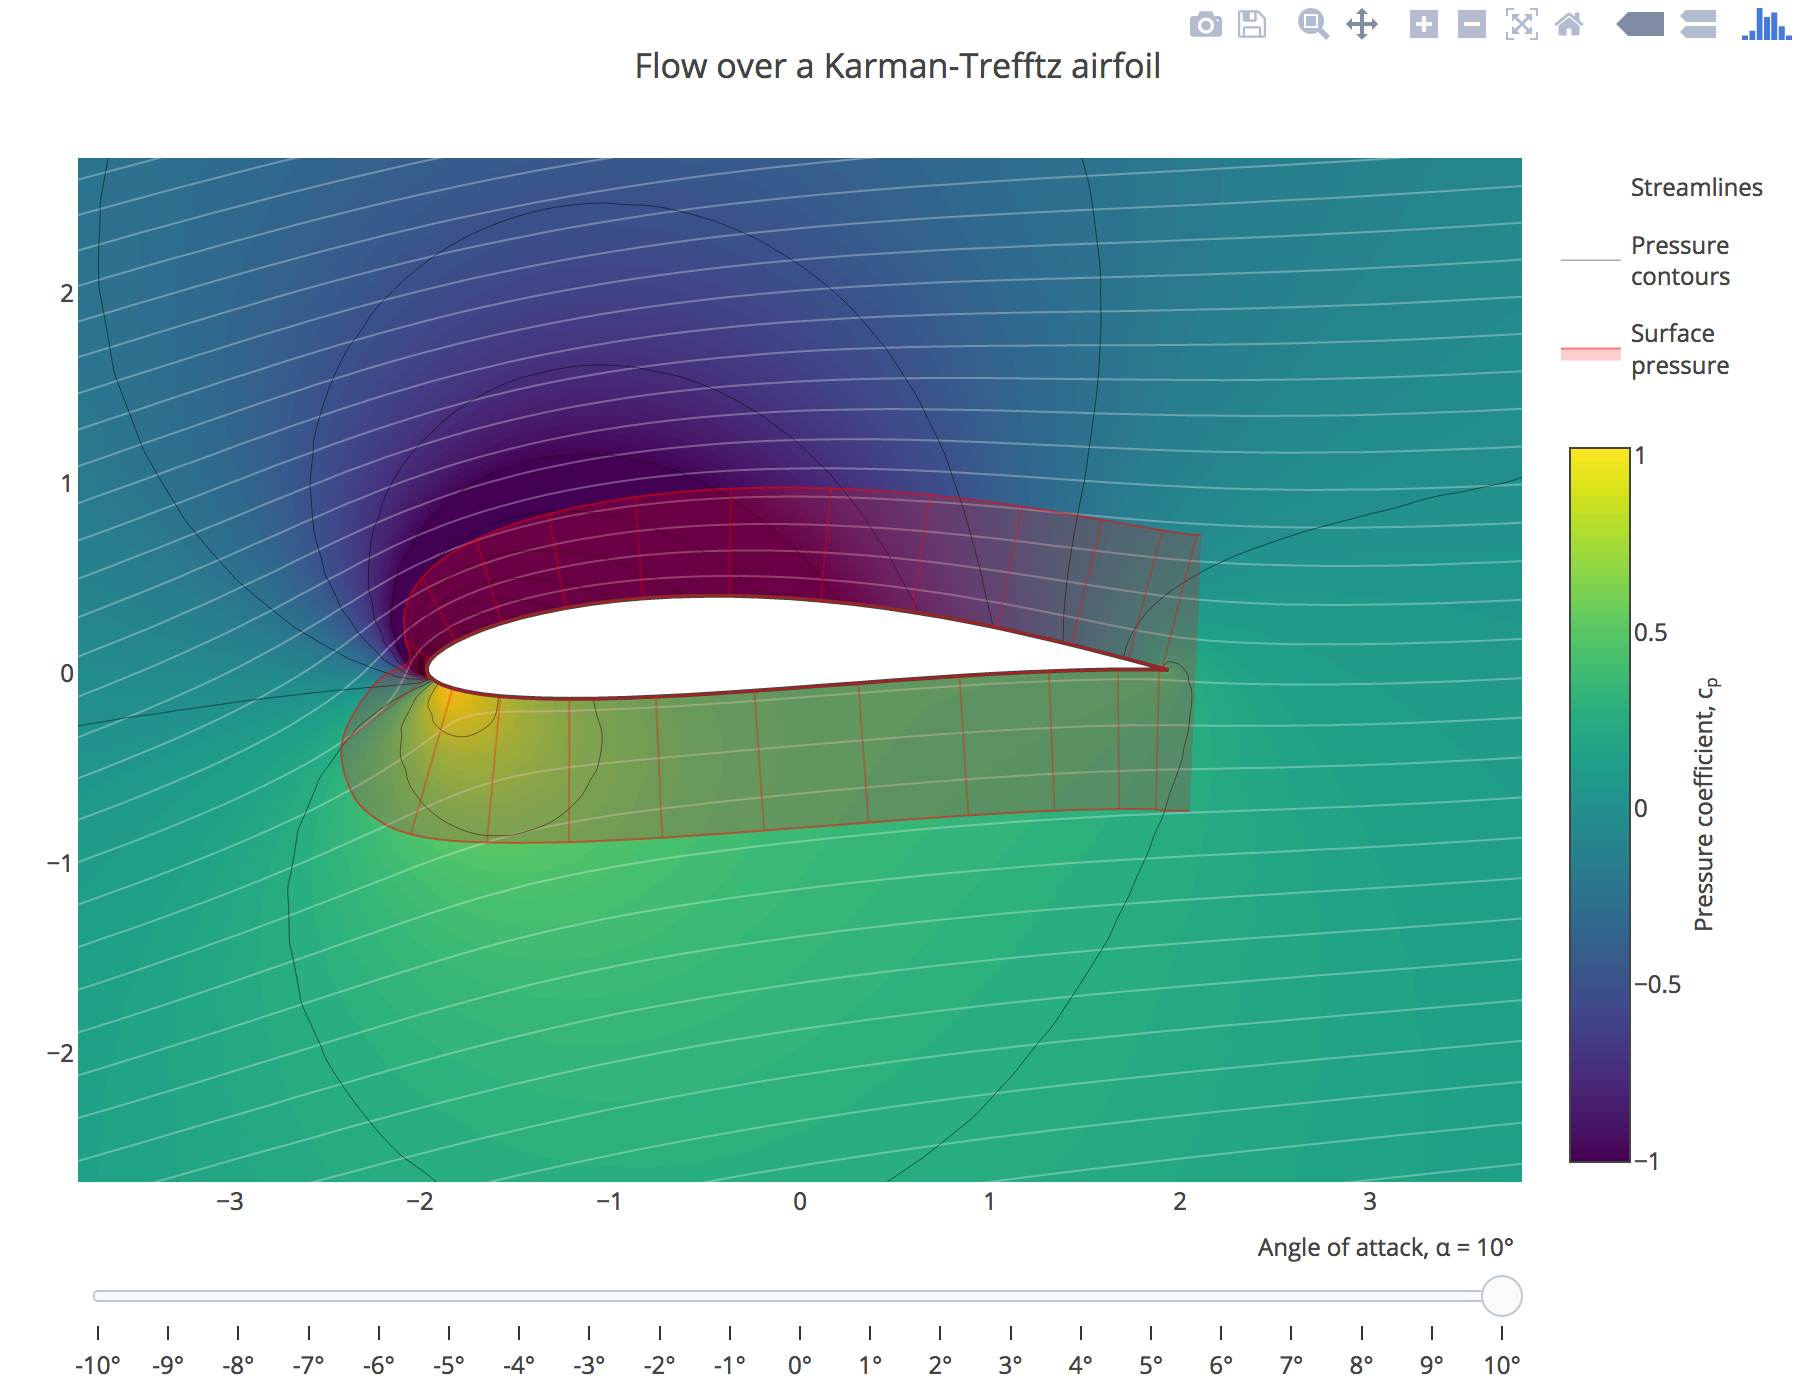 Flow over a Karman-Trefftz airfoil
Streamlines
Pressure
contours
Surface
pressure
2
1
0
−1
−2
−3
−2
−1
0
1
2
3
1
0.5
0
−0.5
−1
Pressure coefficient, cp
Angle of attack, α = 10°
-10° -9° -8° -7° -6° -5° -4° -3° -2° -1° 0° 1° 2° 3° 4° 5° 6° 7° 8° 9° 10°